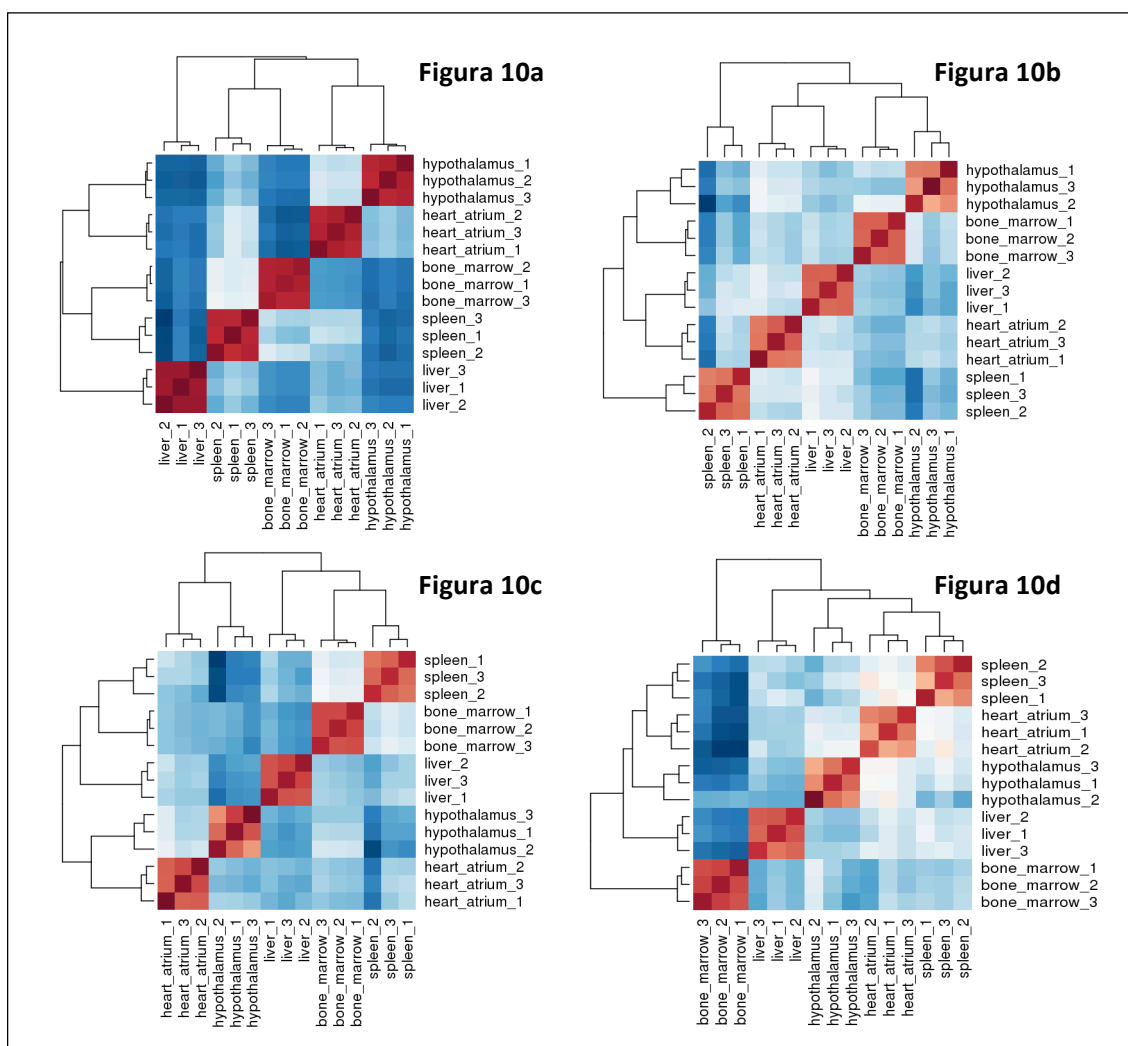 Figura 10a
hypothalamus_1
hypothalamus_2
hypothalamus_3
heart_atrium_2
heart_atrium_3
heart_atrium_1
bone_marrow_2
bone_marrow_1
bone_marrow_3
spleen_3
spleen_1
spleen_2
liver_3
liver_1
liver_2
liver_2
liver_1
liver_3
spleen_2
spleen_1
spleen_3
bone_marrow_3
bone_marrow_1
bone_marrow_2
heart_atrium_1
heart_atrium_3
heart_atrium_2
hypothalamus_3
hypothalamus_2
hypothalamus_1
Figura 10b
hypothalamus_1
hypothalamus_3
hypothalamus_2
bone_marrow_1
bone_marrow_2
bone_marrow_3
liver_2
liver_3
liver_1
heart_atrium_2
heart_atrium_3
heart_atrium_1
spleen_1
spleen_3
spleen_2
spleen_2
spleen_3
spleen_1
heart_atrium_1
heart_atrium_3
heart_atrium_2
liver_1
liver_3
liver_2
bone_marrow_3
bone_marrow_2
bone_marrow_1
hypothalamus_2
hypothalamus_3
hypothalamus_1
Figura 10c
spleen_1
spleen_3
spleen_2
bone_marrow_1
bone_marrow_2
bone_marrow_3
liver_2
liver_3
liver_1
hypothalamus_3
hypothalamus_1
hypothalamus_2
heart_atrium_2
heart_atrium_3
heart_atrium_1
heart_atrium_1
heart_atrium_3
heart_atrium_2
hypothalamus_2
hypothalamus_1
hypothalamus_3
liver_1
liver_3
liver_2
bone_marrow_3
bone_marrow_2
bone_marrow_1
spleen_2
spleen_3
spleen_1
Figura 10d
spleen_2
spleen_3
spleen_1
heart_atrium_3
heart_atrium_1
heart_atrium_2
hypothalamus_3
hypothalamus_1
hypothalamus_2
liver_2
liver_1
liver_3
bone_marrow_1
bone_marrow_2
bone_marrow_3
bone_marrow_3
bone_marrow_2
bone_marrow_1
liver_3
liver_1
liver_2
hypothalamus_2
hypothalamus_1
hypothalamus_3
heart_atrium_2
heart_atrium_1
heart_atrium_3
spleen_1
spleen_3
spleen_2